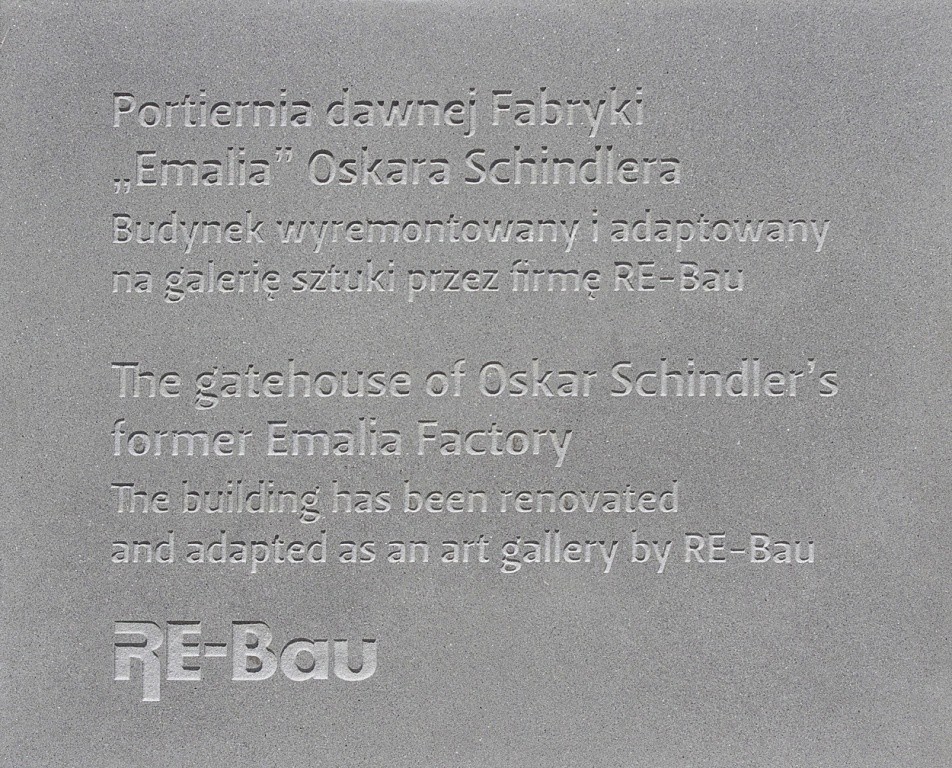 Portiernia dawnej Fabryki
„Emalia” Oskara Schindlera
Budynek wyremontowany i adaptowany
na galerię sztuki przez firmę RE-Bau
The gatehouse of Oskar Schindler's
former Emalia Factory
The building has been renovated
and adapted as an art gallery by RE-Bau
RE-Bau